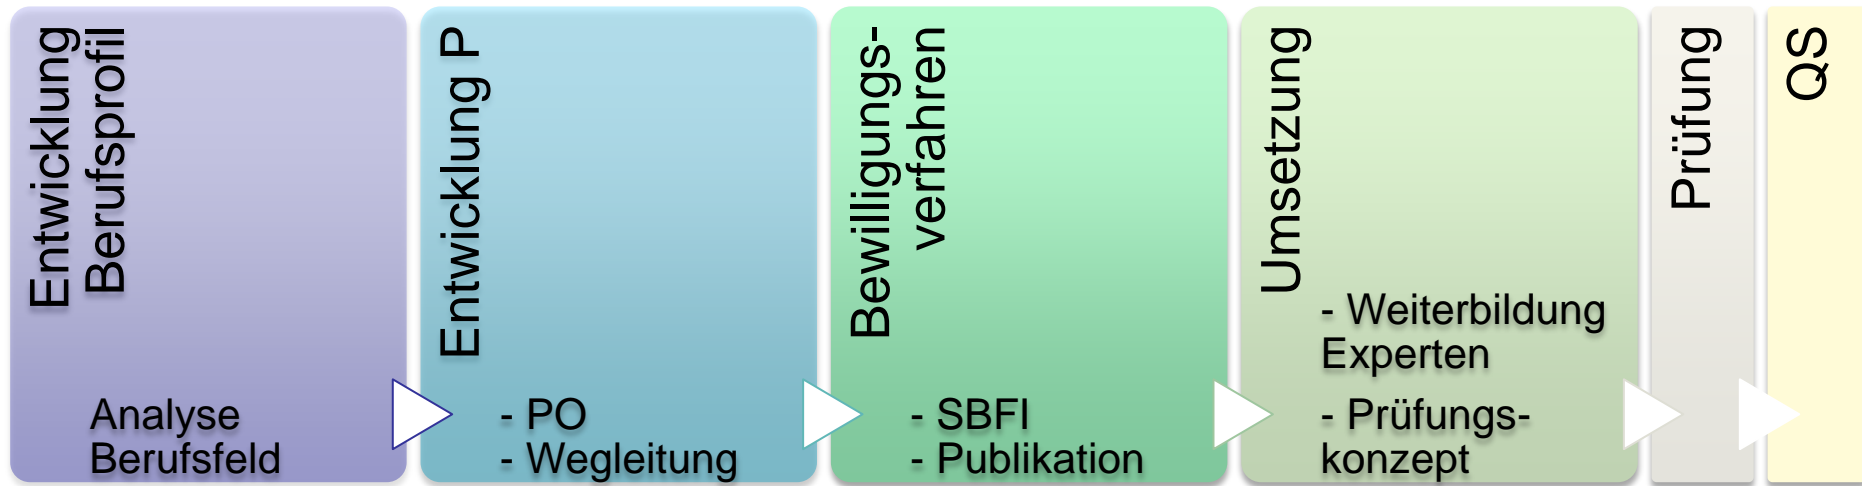 Entwicklung
Berufsprofil
Analyse
Berufsfeld
Entwicklung P
- PO
- Wegleitung
Bewilligungs-
verfahren
- SBFI
- Publikation
Umsetzung
- Weiterbildung
Experten
- Prüfungs-
konzept
Prüfung
QS